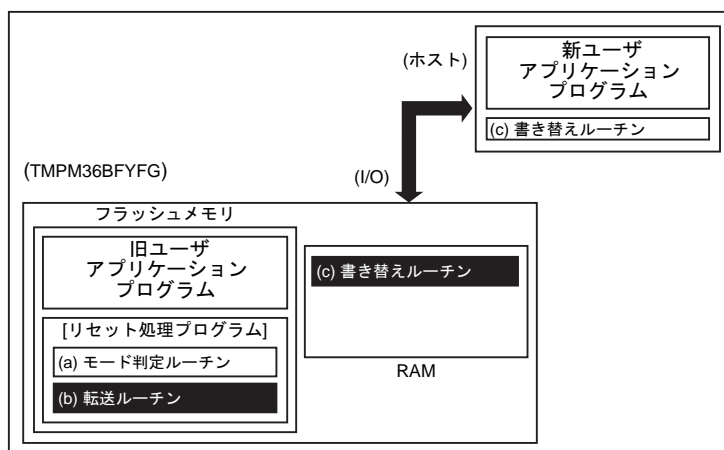 (ホスト)
新ユーザ
アプリケーション
プログラム
(c) 書き替えルーチン
(TMPM36BFYFG)
(I/O)
フラッシュメモリ
旧ユーザ
アプリケーション
プログラム
[リセット処理プログラム]
(a) モード判定ルーチン
(b) 転送ルーチン
(c) 書き替えルーチン
RAM